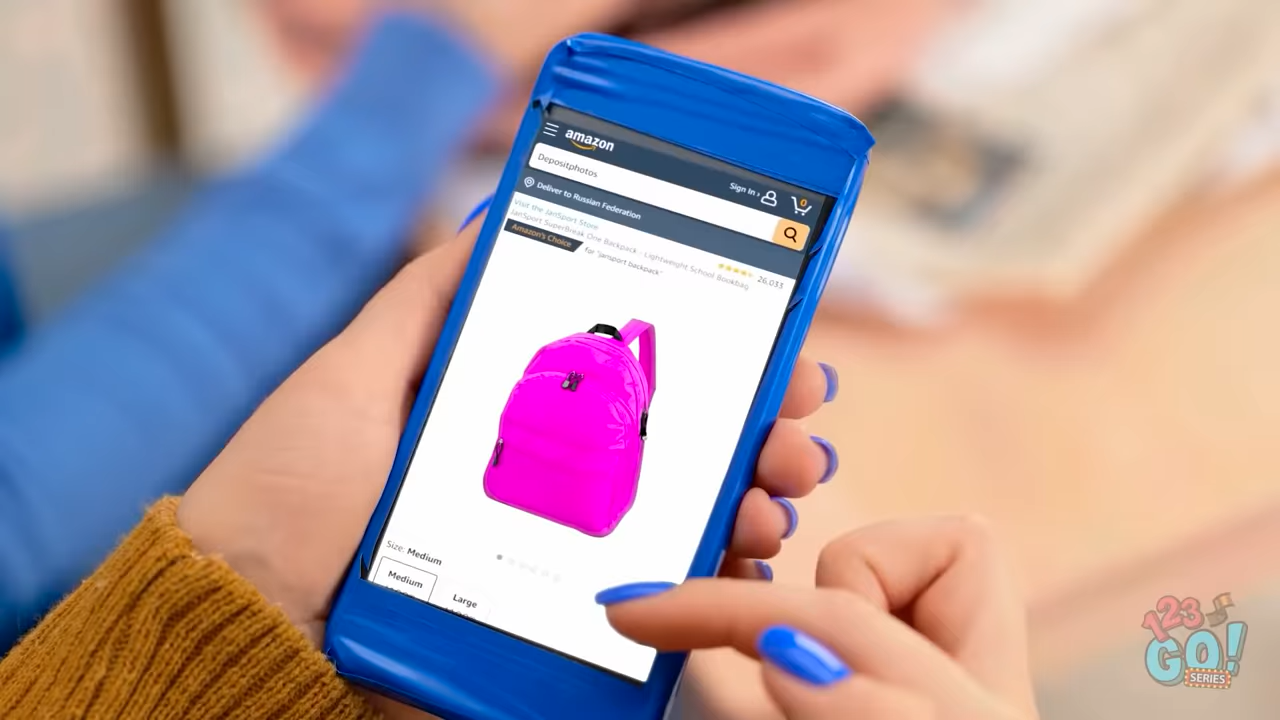 amazon
Sign In ›
0
Depositphotos
Deliver to Russian Federation
Visit the JanSport Store
JanSport SuperBreak One Backpack - Lightweight School Bookbag
26,033
Amazon's Choice
for "jansport backpack"
Size: Medium
Medium
Large
123
GO!
SERIES